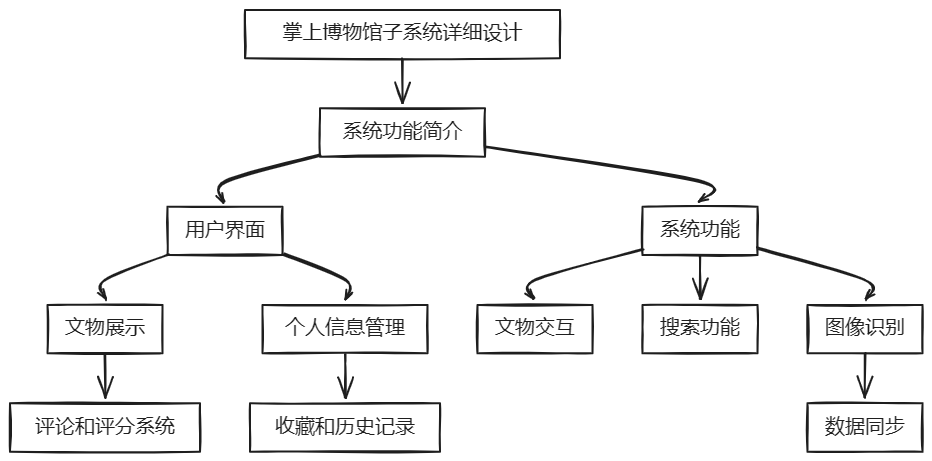 掌上博物馆子系统详细设计
系统功能简介
用户界面
系统功能
文物展示
个人信息管理
文物交互
搜索功能
图像识别
评论和评分系统
收藏和历史记录
数据同步